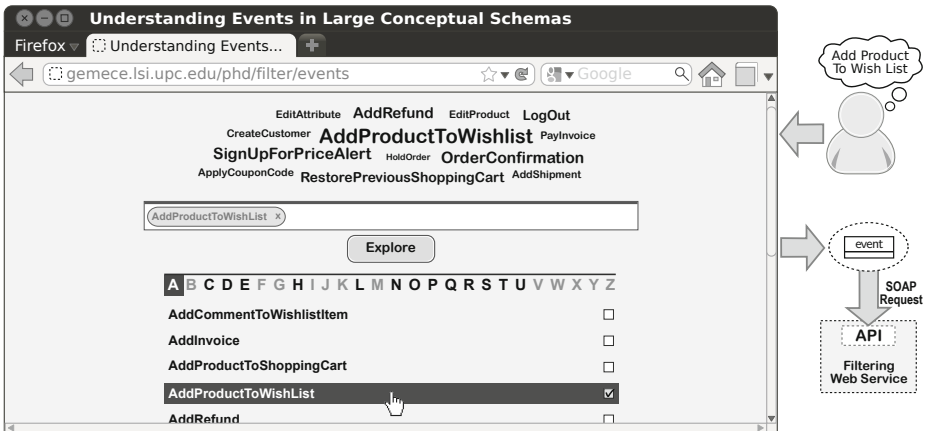 Understanding Events in Large Conceptual Schemas
Firefox
Understanding Events...
gemece.lsi.upc.edu/phd/filter/events
Google
EditAttribute AddRefund EditProduct LogOut
CreateCustomer AddProductToWishlist PayInvoice
SignUpForPriceAlert HoldOrder OrderConfirmation
ApplyCouponCode RestorePreviousShoppingCart AddShipment
AddProductToWishList x
Explore
A B C D E F G H I J K L M N O P Q R S T U V W X Y Z
AddCommentToWishlistItem
AddInvoice
AddProductToShoppingCart
AddProductToWishList
AddRefund
Add Product
To Wish List
event
SOAP
Request
API
Filtering
Web Service